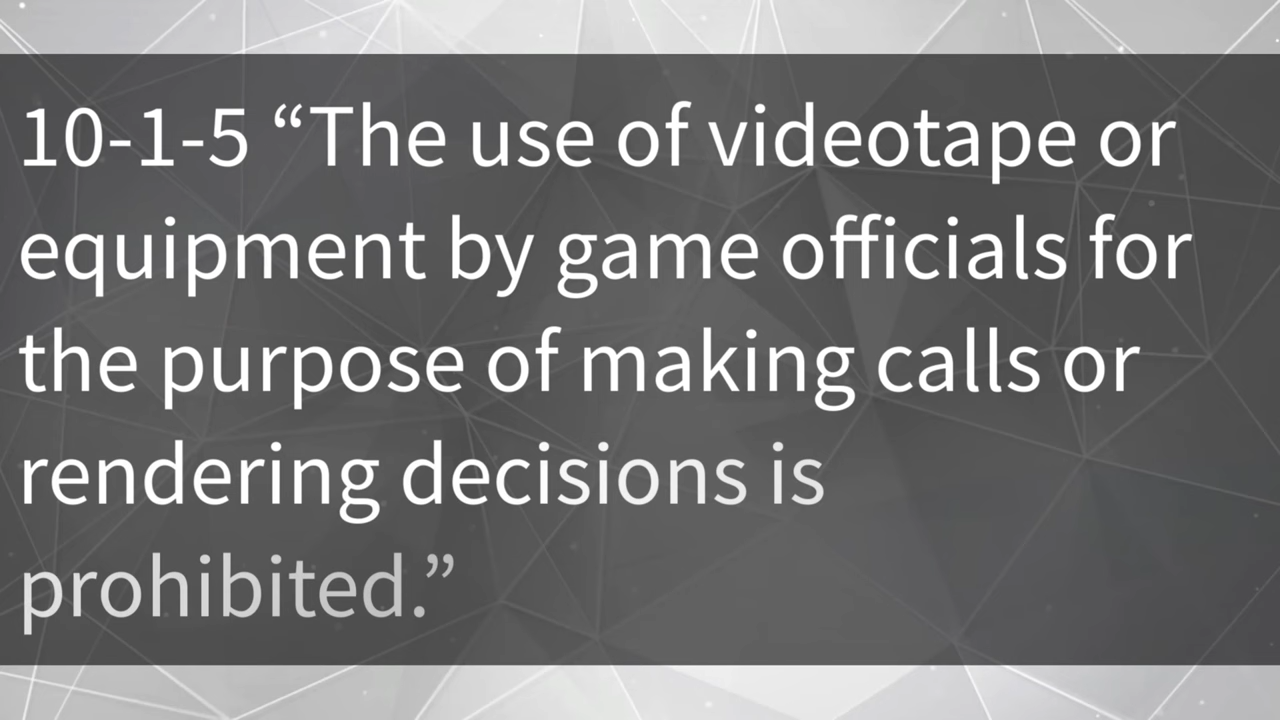 10-1-5 “The use of videotape or
equipment by game officials for
the purpose of making calls or
rendering decisions is
prohibited.”